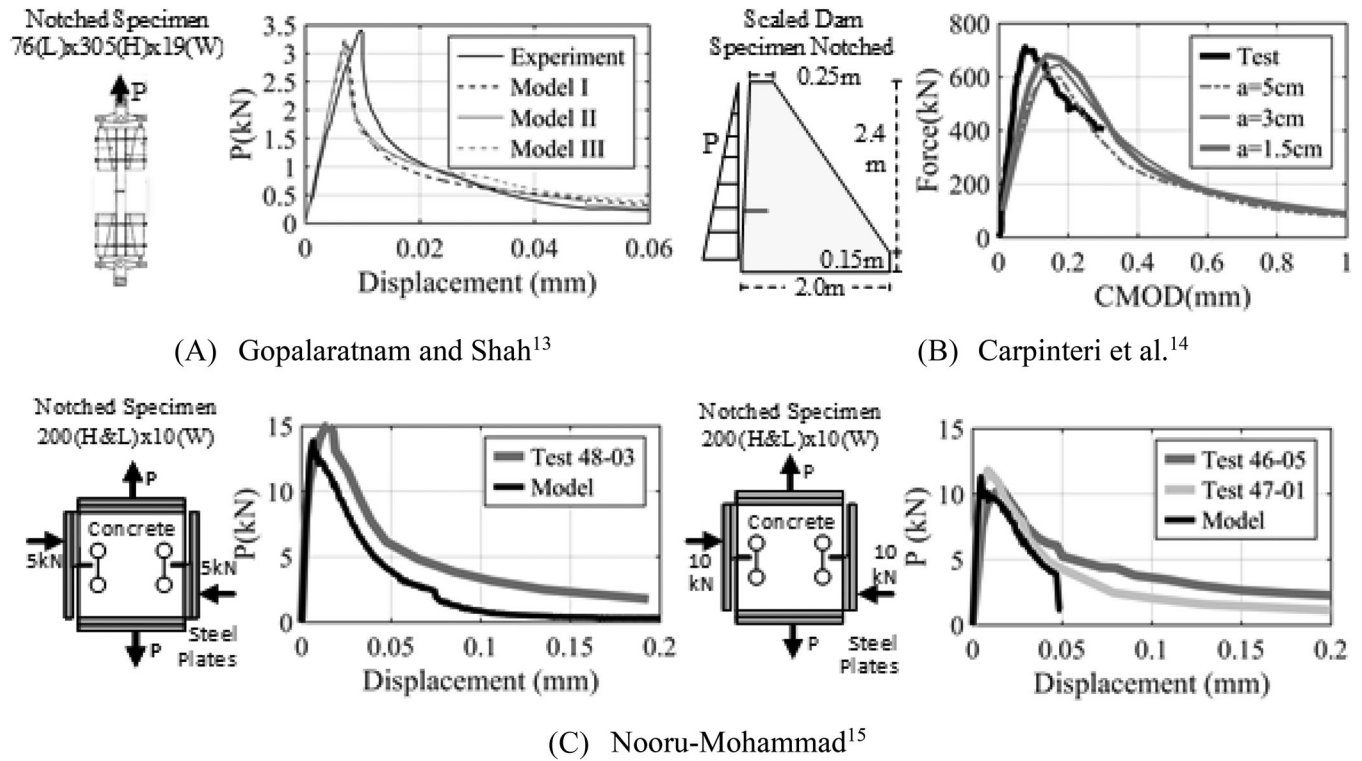 Notched Specimen
76(L)x305(H)x19(W)
P
P(kN)
3.5
3
2.5
2
1.5
1
0.5
0
Experiment
Model I
Model II
Model III
0 0.02 0.04 0.06
Displacement (mm)
Scaled Dam
Specimen Notched
0.25m
P
2.4
m
0.15m
2.0m
Force(kN)
800
600
400
200
0
Test
a=5cm
a=3cm
a=1.5cm
0 0.2 0.4 0.6 0.8 1
CMOD(mm)
(A) Gopalaratnam and Shah13
(B) Carpinteri et al.14
Notched Specimen
200(H&L)x10(W)
P
Concrete
5kN
5kN
P
Steel
Plates
P(kN)
15
10
5
0
Test 48-03
Model
0 0.05 0.1 0.15 0.2
Displacement (mm)
Notched Specimen
200(H&L)x10(W)
P
Concrete
10
kN
10
kN
P
Steel
Plates
P (kN)
15
10
5
0
Test 46-05
Test 47-01
Model
0 0.05 0.1 0.15 0.2
Displacement (mm)
(C) Nooru-Mohammad15